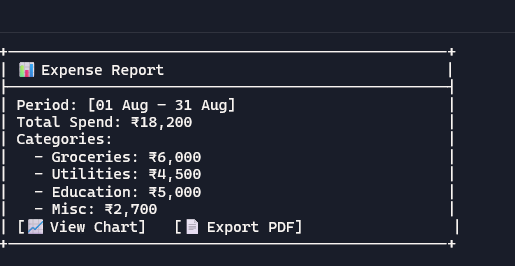 📊 Expense Report
Period: [01 Aug – 31 Aug]
Total Spend: ₹18,200
Categories:
- Groceries: ₹6,000
- Utilities: ₹4,500
- Education: ₹5,000
- Misc: ₹2,700
[📈 View Chart] [📄 Export PDF]